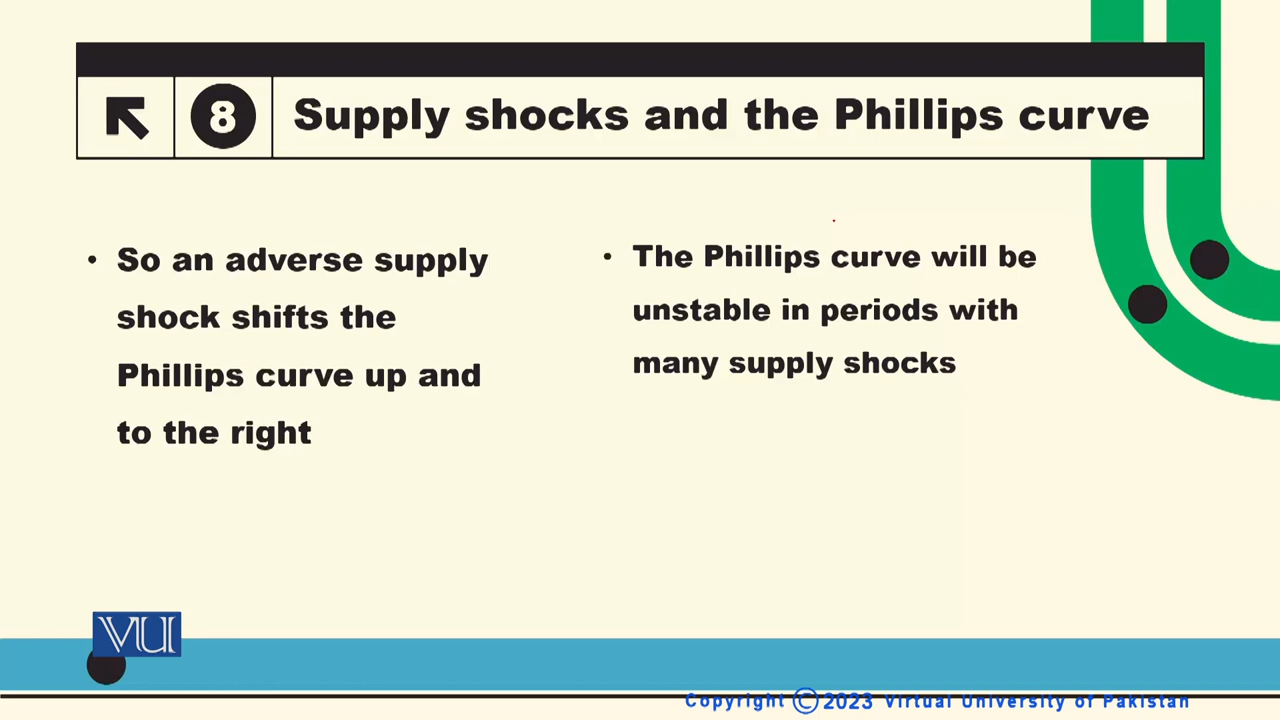 8 Supply shocks and the Phillips curve
• So an adverse supply
shock shifts the
Phillips curve up and
to the right
• The Phillips curve will be
unstable in periods with
many supply shocks
VU
Copyright © 2023 Virtual University of Pakistan